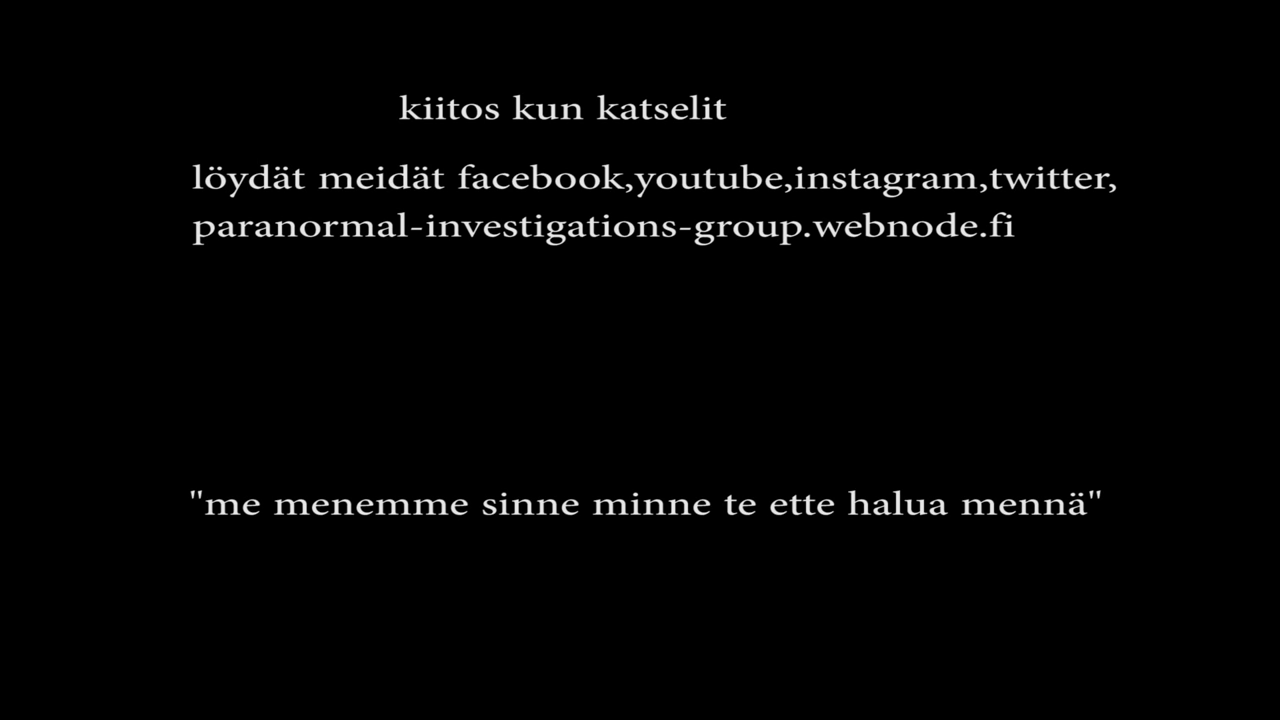 kiitos kun katselit
löydät meidät facebook,youtube,instagram,twitter,
paranormal-investigations-group.webnode.fi
"me menemme sinne minne te ette halua mennä"